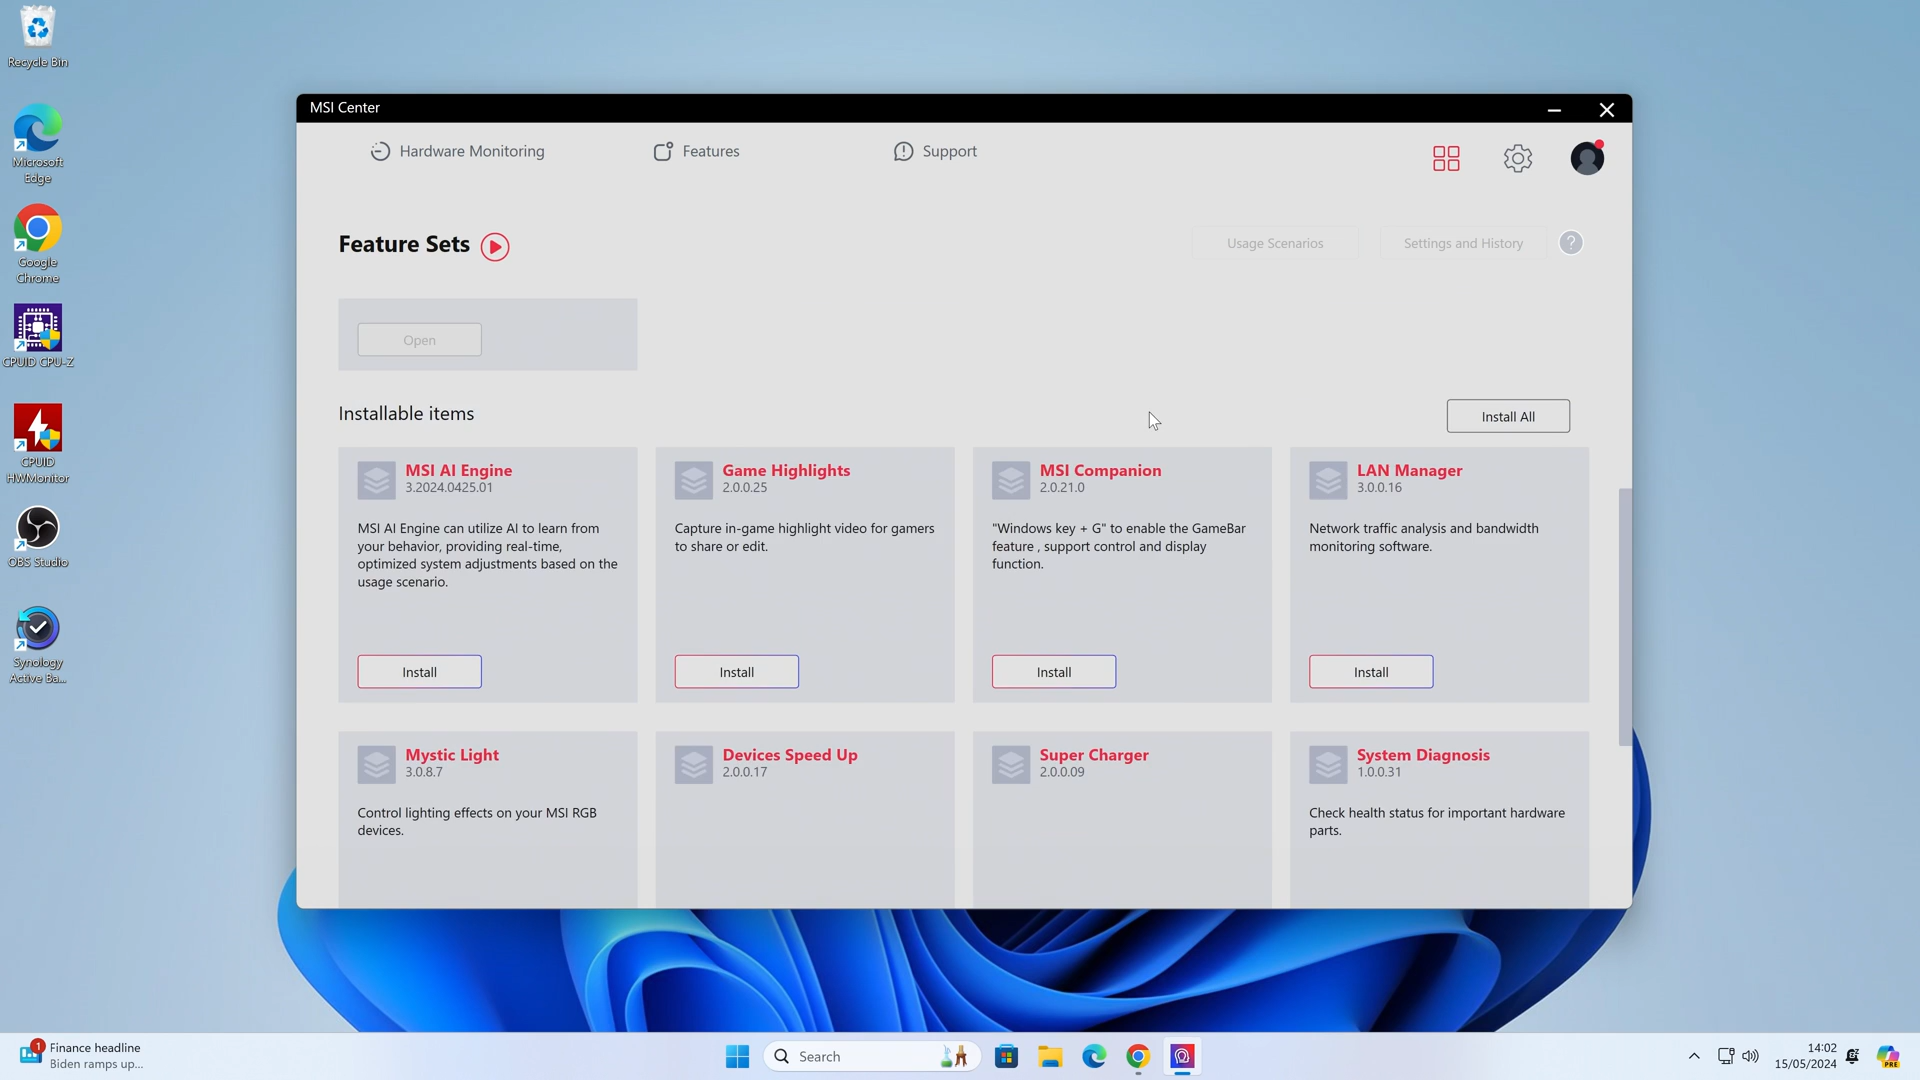 Recycle Bin
Microsoft
Edge
Google
Chrome
CPUID CPU-Z
CPUID
HWMonitor
OBS Studio
Synology
Active Ba...
MSI Center
Hardware Monitoring
Features
Support
Feature Sets
Usage Scenarios
Settings and History
?
Open
Installable items
Install All
MSI AI Engine
3.2024.0425.01
MSI AI Engine can utilize AI to learn from
your behavior, providing real-time,
optimized system adjustments based on the
usage scenario.
Install
Game Highlights
2.0.0.25
Capture in-game highlight video for gamers
to share or edit.
Install
MSI Companion
2.0.21.0
"Windows key + G" to enable the GameBar
feature , support control and display
function.
Install
LAN Manager
3.0.0.16
Network traffic analysis and bandwidth
monitoring software.
Install
Mystic Light
3.0.8.7
Control lighting effects on your MSI RGB
devices.
Devices Speed Up
2.0.0.17
Super Charger
2.0.0.09
System Diagnosis
1.0.0.31
Check health status for important hardware
parts.
1
Finance headline
Biden ramps up...
Search
14:02
15/05/2024
PRE